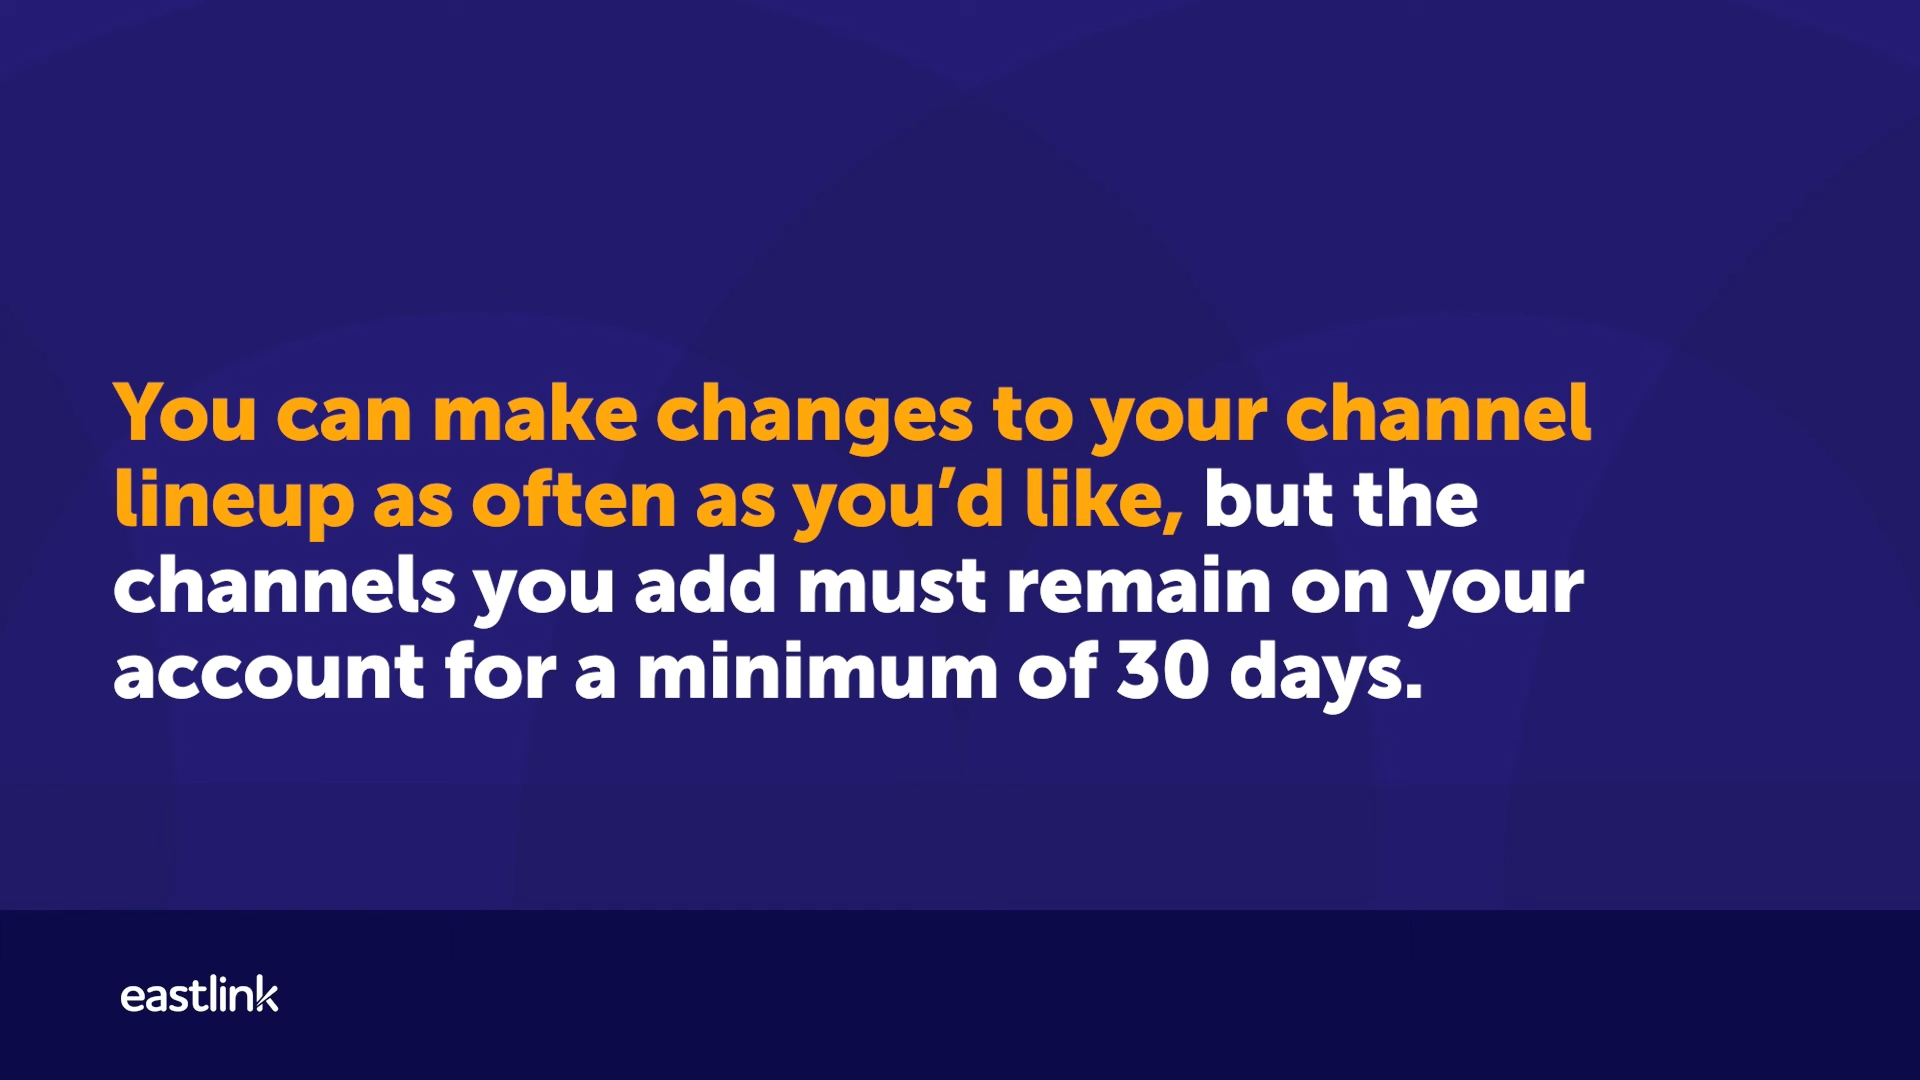 You can make changes to your channel
lineup as often as you’d like, but the
channels you add must remain on your
account for a minimum of 30 days.
eastlink